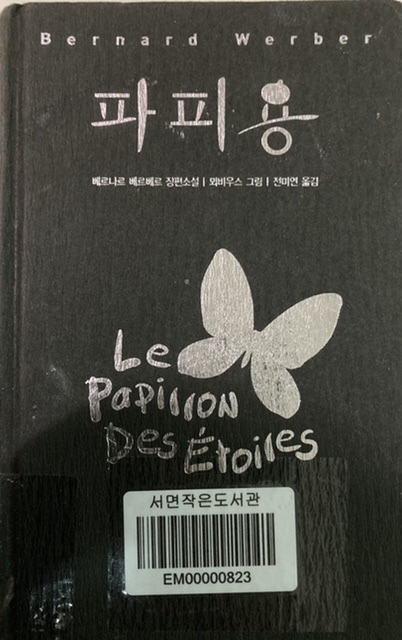 Bernard Werber
파피용
베르나르 베르베르 장편소설 | 뫼비우스 그림 | 전미연 옮김
Le
Papillon
Des Étoiles
서면작은도서관
EM00000823